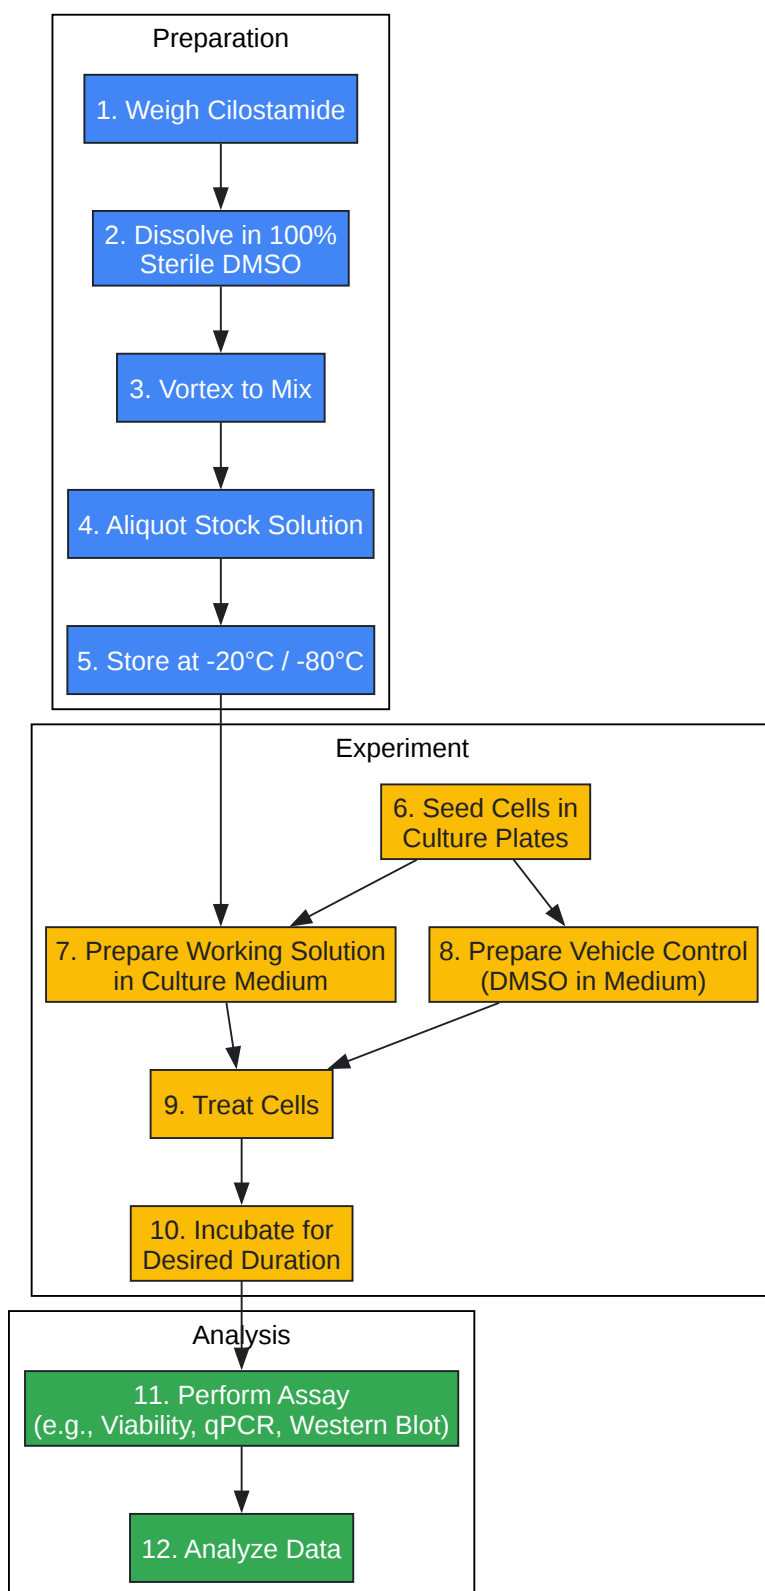 Preparation
1. Weigh Cilostamide
2. Dissolve in 100%
Sterile DMSO
3. Vortex to Mix
4. Aliquot Stock Solution
5. Store at -20°C / -80°C
Experiment
6. Seed Cells in
Culture Plates
7. Prepare Working Solution
in Culture Medium
8. Prepare Vehicle Control
(DMSO in Medium)
9. Treat Cells
10. Incubate for
Desired Duration
Analysis
11. Perform Assay
(e.g., Viability, qPCR, Western Blot)
12. Analyze Data